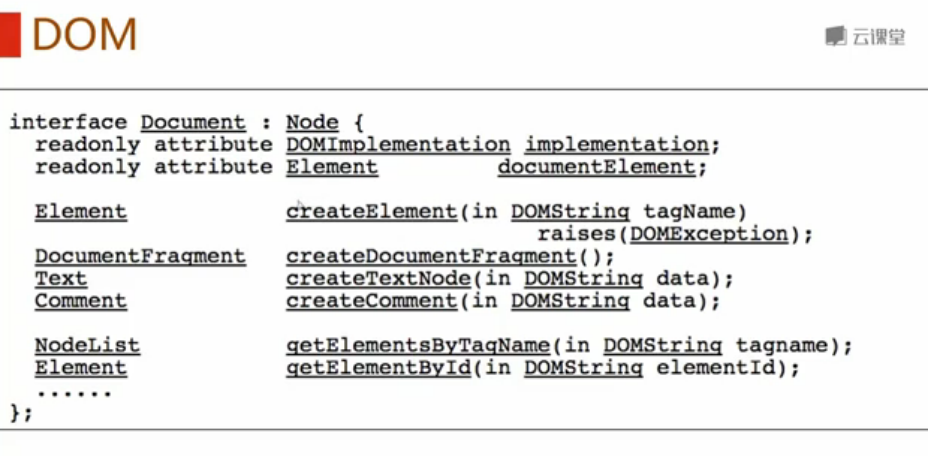 DOM
云课堂
interface Document : Node {
readonly attribute DOMImplementation implementation;
readonly attribute Element documentElement;
Element createElement(in DOMString tagName)
raises(DOMException);
DocumentFragment createDocumentFragment();
Text createTextNode(in DOMString data);
Comment createComment(in DOMString data);
NodeList getElementsByTagName(in DOMString tagname);
Element getElementById(in DOMString elementId);
......
};